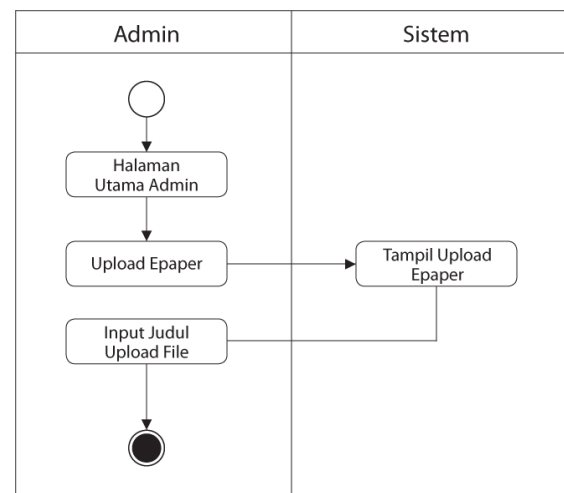 Admin
Sistem
Halaman
Utama Admin
Upload Epaper
Tampil Upload
Epaper
Input Judul
Upload File